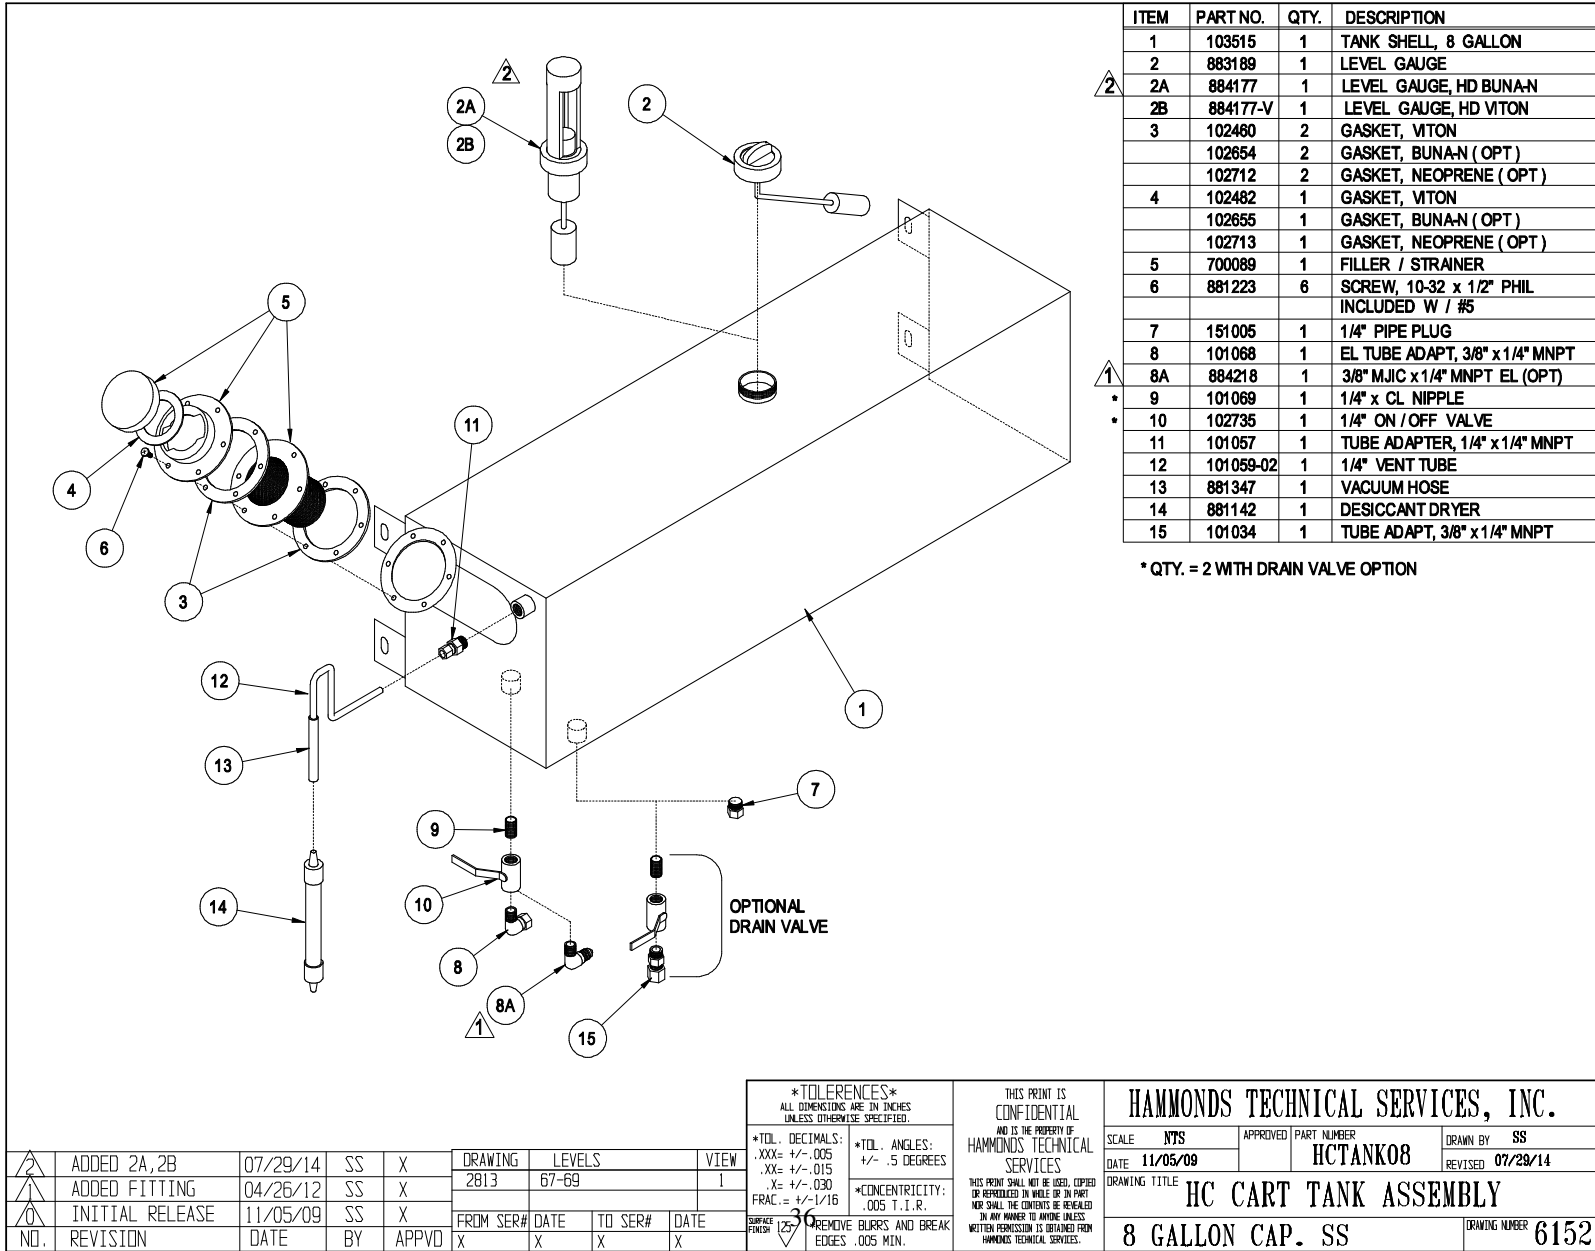 ITEM PART NO. QTY. DESCRIPTION
1 103515 1 TANK SHELL, 8 GALLON
2 883189 1 LEVEL GAUGE
2 2A 884177 1 LEVEL GAUGE, HD BUNA-N
2B 884177-V 1 LEVEL GAUGE, HD VITON
3 102460 2 GASKET, VITON
102654 2 GASKET, BUNA-N ( OPT )
102712 2 GASKET, NEOPRENE ( OPT )
4 102482 1 GASKET, VITON
102655 1 GASKET, BUNA-N ( OPT )
102713 1 GASKET, NEOPRENE ( OPT )
5 700089 1 FILLER / STRAINER
6 881223 6 SCREW, 10-32 x 1/2" PHIL
INCLUDED W / #5
7 151005 1 1/4" PIPE PLUG
8 101068 1 EL TUBE ADAPT, 3/8" x 1/4" MNPT
1 8A 884218 1 3/8" MJIC x 1/4" MNPT EL (OPT)
* 9 101069 1 1/4" x CL NIPPLE
* 10 102735 1 1/4" ON / OFF VALVE
11 101057 1 TUBE ADAPTER, 1/4" x 1/4" MNPT
12 101059-02 1 1/4" VENT TUBE
13 881347 1 VACUUM HOSE
14 881142 1 DESICCANT DRYER
15 101034 1 TUBE ADAPT, 3/8" x 1/4" MNPT
* QTY. = 2 WITH DRAIN VALVE OPTION
2
2A
2B
2
5
11
4
6
3
12
1
13
7
9
10
14
OPTIONAL
DRAIN VALVE
8
8A
1
15
2 ADDED 2A,2B 07/29/14 SS X
1 ADDED FITTING 04/26/12 SS X
0 INITIAL RELEASE 11/05/09 SS X
NO. REVISION DATE BY APPVD
DRAWING LEVELS VIEW
2813 67-69 1
FROM SER# DATE TO SER# DATE
X X X X
*TOLERENCES*
ALL DIMENSIONS ARE IN INCHES
UNLESS OTHERWISE SPECIFIED.
*TOL. DECIMALS:
.XXX= +/-.005
.XX= +/-.015
.X= +/-.030
FRAC.= +/-1/16
*TOL. ANGLES:
+/- .5 DEGREES
*CONCENTRICITY:
.005 T.I.R.
SURFACE
FINISH 125
36
*REMOVE BURRS AND BREAK
EDGES .005 MIN.
THIS PRINT IS
CONFIDENTIAL
AND IS THE PROPERTY OF
HAMMONDS TECHNICAL
SERVICES
THIS PRINT SHALL NOT BE USED, COPIED
OR REPRODUCED IN WHOLE OR IN PART
NOR SHALL THE CONTENTS BE REVEALED
IN ANY MANNER TO ANYONE UNLESS
WRITTEN PERMISSION IS OBTAINED FROM
HAMMONDS TECHNICAL SERVICES.
HAMMONDS TECHNICAL SERVICES, INC.
SCALE NTS APPROVED PART NUMBER HCTANK08 DRAWN BY SS
DATE 11/05/09 REVISED 07/29/14
DRAWING TITLE HC CART TANK ASSEMBLY
8 GALLON CAP. SS DRAWING NUMBER 6152